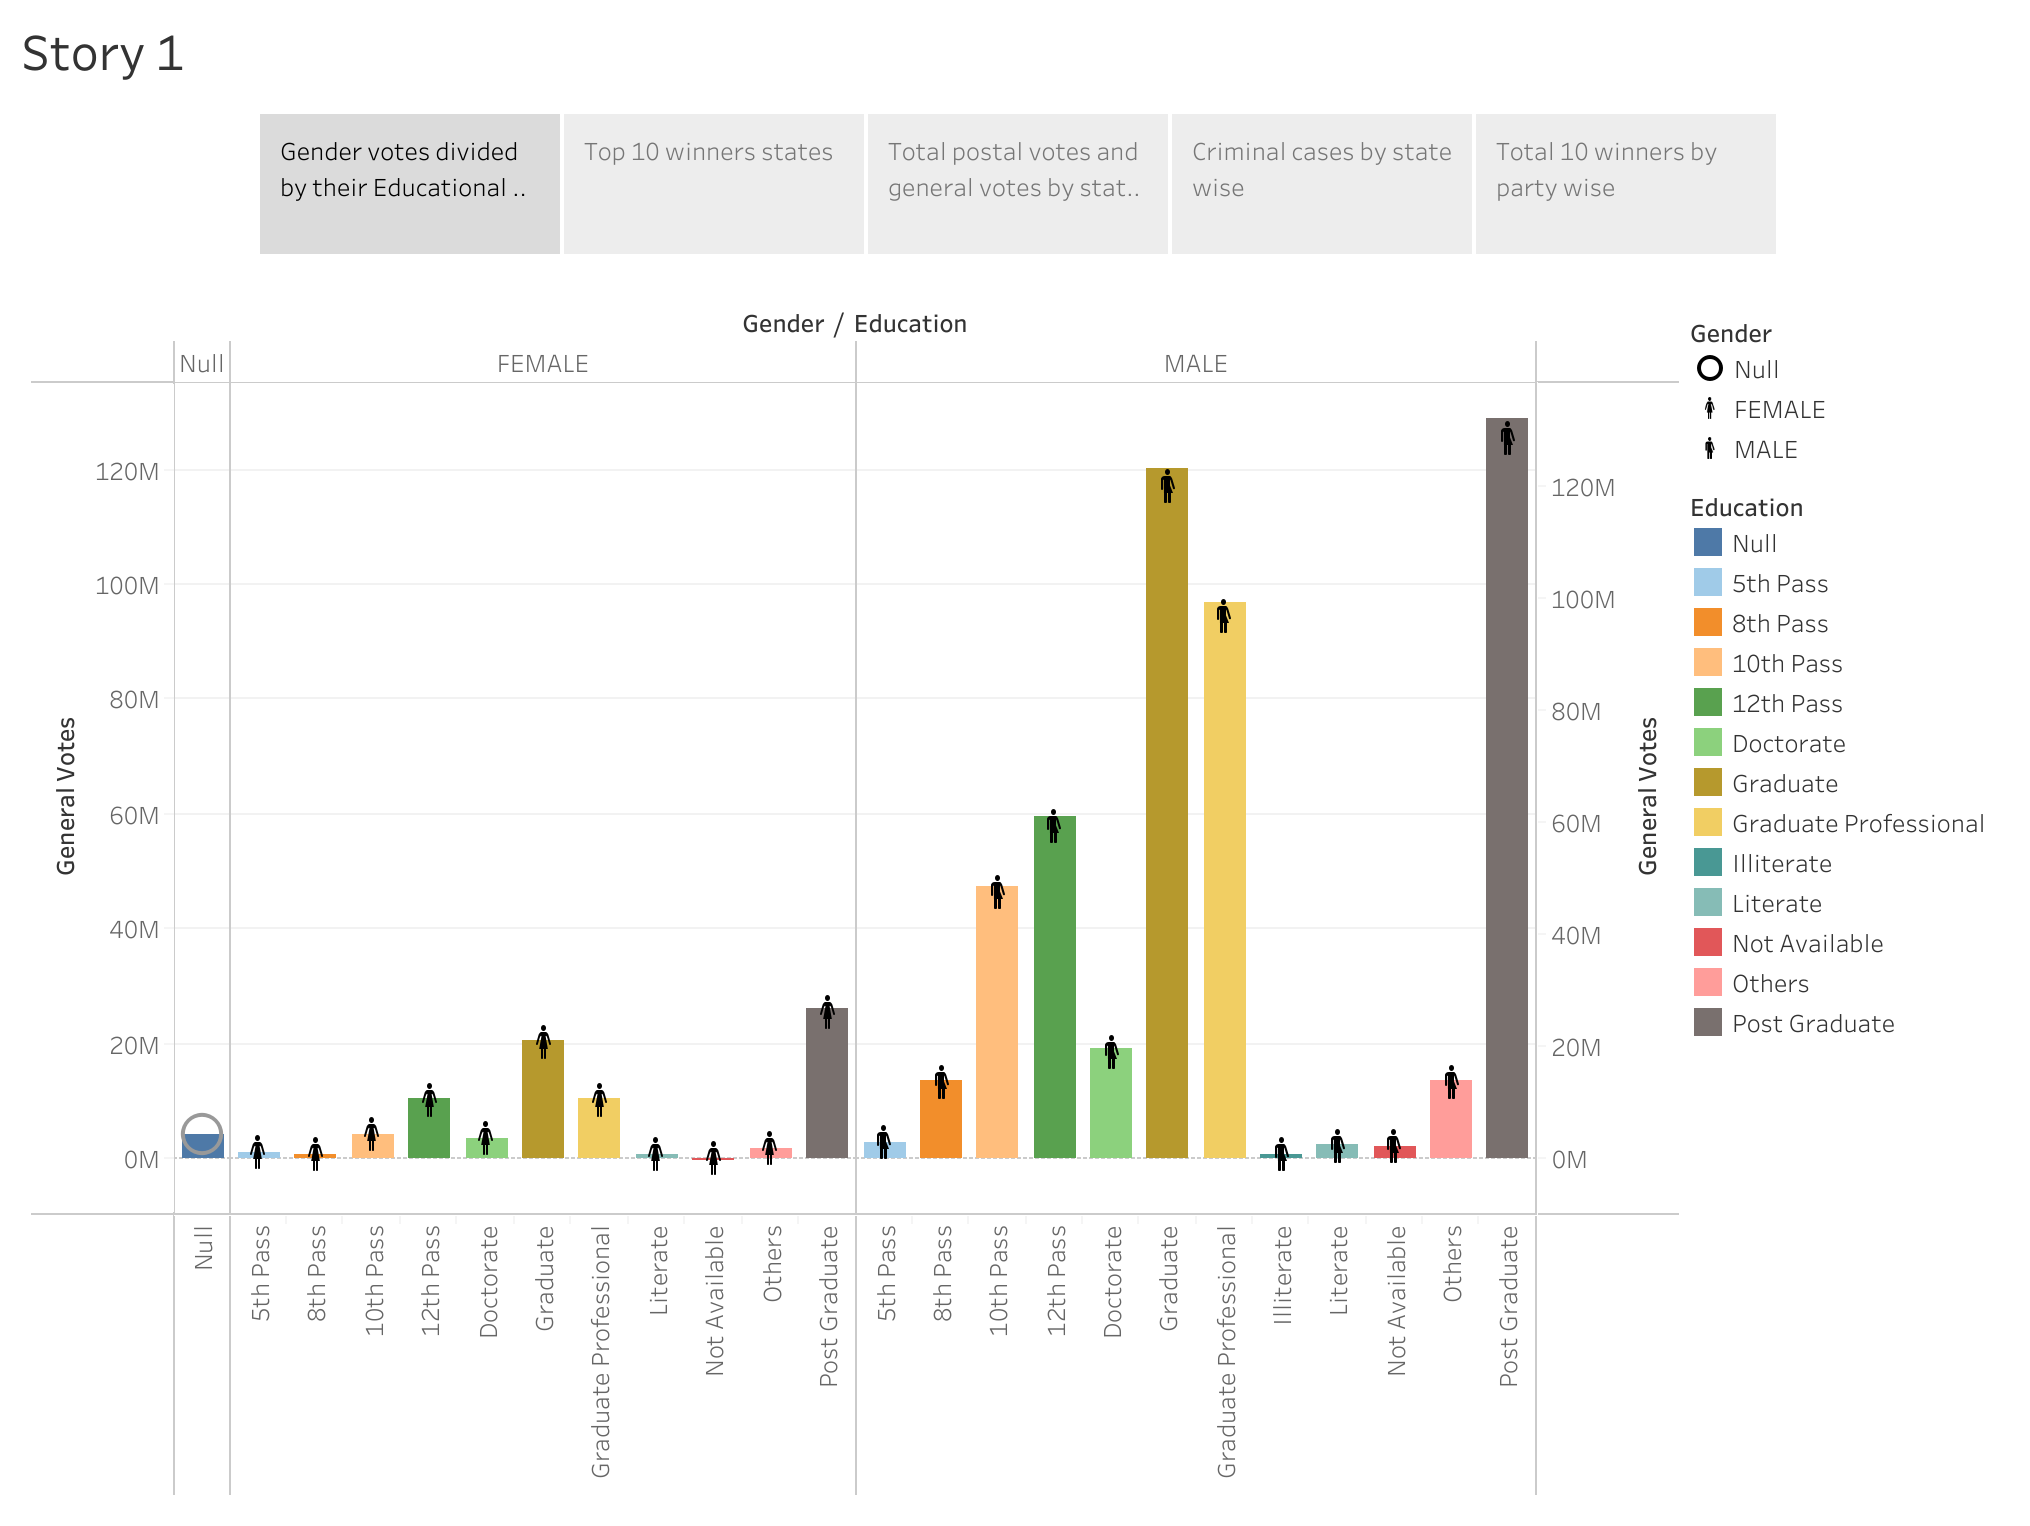 Story 1
Gender votes divided
by their Educational ..
Top 10 winners states
Total postal votes and
general votes by stat..
Criminal cases by state
wise
Total 10 winners by
party wise
Gender / Education
Null
FEMALE
MALE
120M
100M
80M
60M
40M
20M
0M
General Votes
120M
100M
80M
60M
40M
20M
0M
General Votes
Null
5th Pass
8th Pass
10th Pass
12th Pass
Doctorate
Graduate
Graduate Professional
Literate
Not Available
Others
Post Graduate
5th Pass
8th Pass
10th Pass
12th Pass
Doctorate
Graduate
Graduate Professional
Illiterate
Literate
Not Available
Others
Post Graduate
Gender
Null
FEMALE
MALE
Education
Null
5th Pass
8th Pass
10th Pass
12th Pass
Doctorate
Graduate
Graduate Professional
Illiterate
Literate
Not Available
Others
Post Graduate